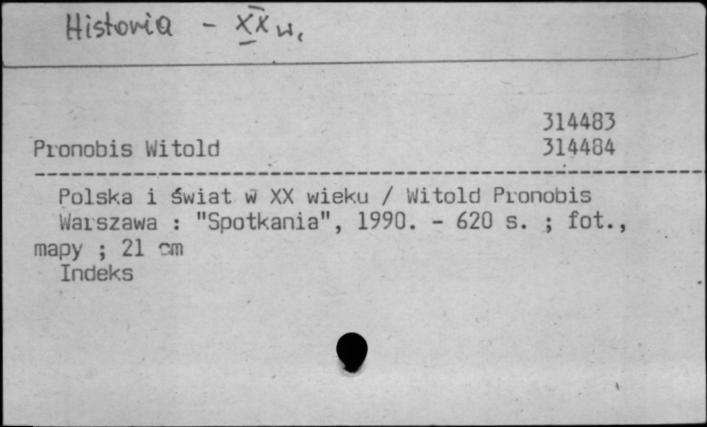 Historia - XX w.
314483
Pronobis Witold 314484
Polska i świat w XX wieku / Witold Pronobis
Warszawa : "Spotkania", 1990. - 620 s. ; fot.,
mapy ; 21 cm
Indeks